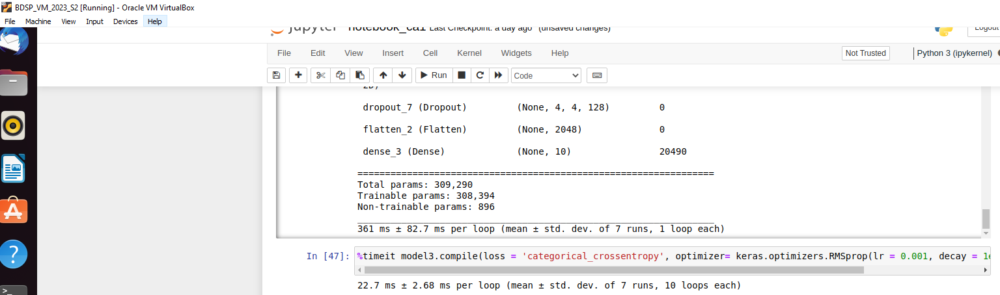 BDSP_VM_2023_S2 [Running] - Oracle VM VirtualBox
File Machine View Input Devices Help
jupyter notebook_ca1 Last Checkpoint: a day ago (unsaved changes)
Logout
File Edit View Insert Cell Kernel Widgets Help
Not Trusted
Python 3 (ipykernel)
Run
Code
2D)
dropout_7 (Dropout) (None, 4, 4, 128) 0
flatten_2 (Flatten) (None, 2048) 0
dense_3 (Dense) (None, 10) 20490
=================================================================
Total params: 309,290
Trainable params: 308,394
Non-trainable params: 896
_________________________________________________________________
361 ms ± 82.7 ms per loop (mean ± std. dev. of 7 runs, 1 loop each)
In [47]: %timeit model3.compile(loss = 'categorical_crossentropy', optimizer= keras.optimizers.RMSprop(lr = 0.001, decay = 1e
22.7 ms ± 2.68 ms per loop (mean ± std. dev. of 7 runs, 10 loops each)